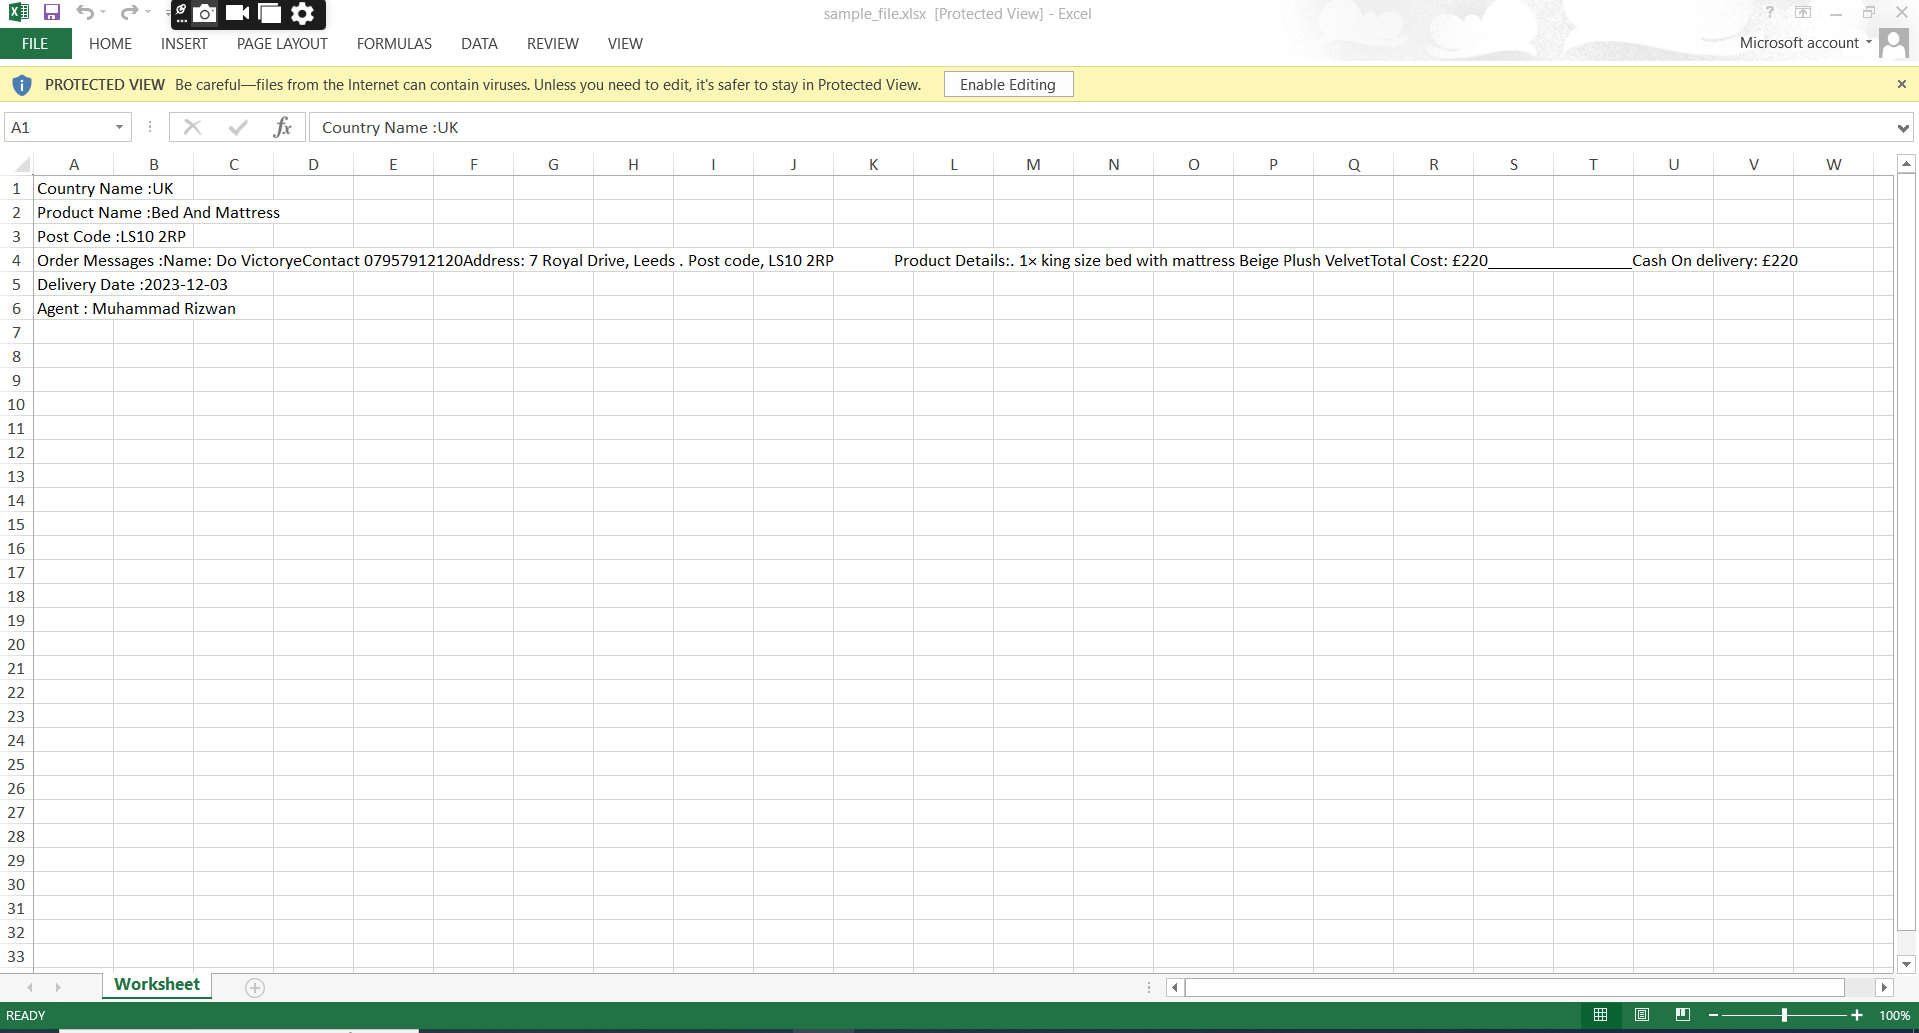 sample_file.xlsx [Protected View] - Excel
?
FILE HOME INSERT PAGE LAYOUT FORMULAS DATA REVIEW VIEW
Microsoft account
PROTECTED VIEW Be careful—files from the Internet can contain viruses. Unless you need to edit, it's safer to stay in Protected View. Enable Editing
A1 fx Country Name :UK
A B C D E F G H I J K L M N O P Q R S T U V W
1 Country Name :UK
2 Product Name :Bed And Mattress
3 Post Code :LS10 2RP
4 Order Messages :Name: Do VictoryeContact 07957912120Address: 7 Royal Drive, Leeds . Post code, LS10 2RP Product Details:. 1× king size bed with mattress Beige Plush VelvetTotal Cost: £220_________________Cash On delivery: £220
5 Delivery Date :2023-12-03
6 Agent : Muhammad Rizwan
7
8
9
10
11
12
13
14
15
16
17
18
19
20
21
22
23
24
25
26
27
28
29
30
31
32
33
Worksheet
READY
100%